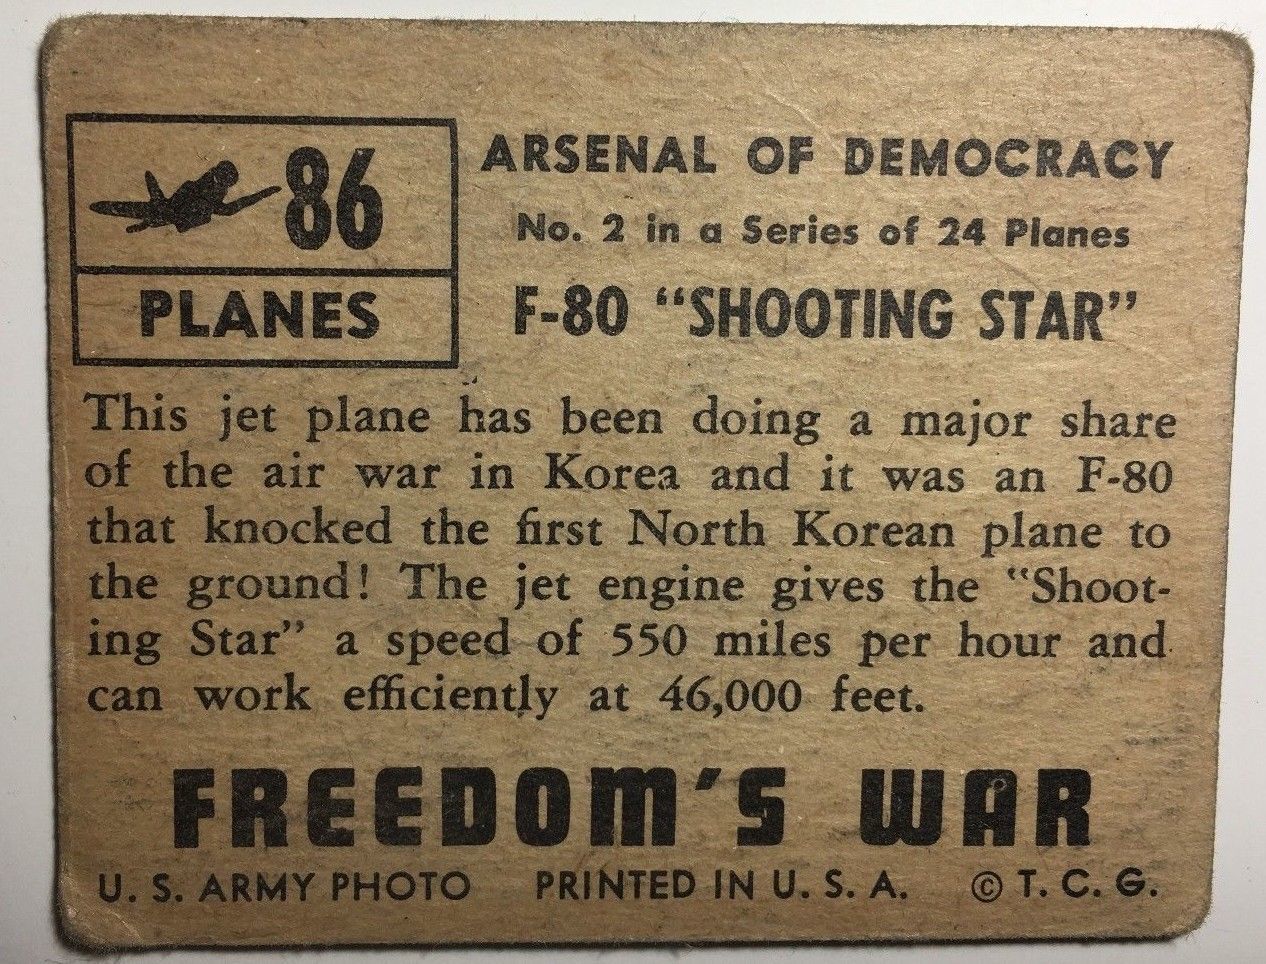 86
PLANES
ARSENAL OF DEMOCRACY
No. 2 in a Series of 24 Planes
F-80 “SHOOTING STAR”
This jet plane has been doing a major share
of the air war in Korea and it was an F-80
that knocked the first North Korean plane to
the ground! The jet engine gives the “Shoot-
ing Star” a speed of 550 miles per hour and
can work efficiently at 46,000 feet.
FREEDOM'S WAR
U. S. ARMY PHOTO PRINTED IN U. S. A. © T. C. G.